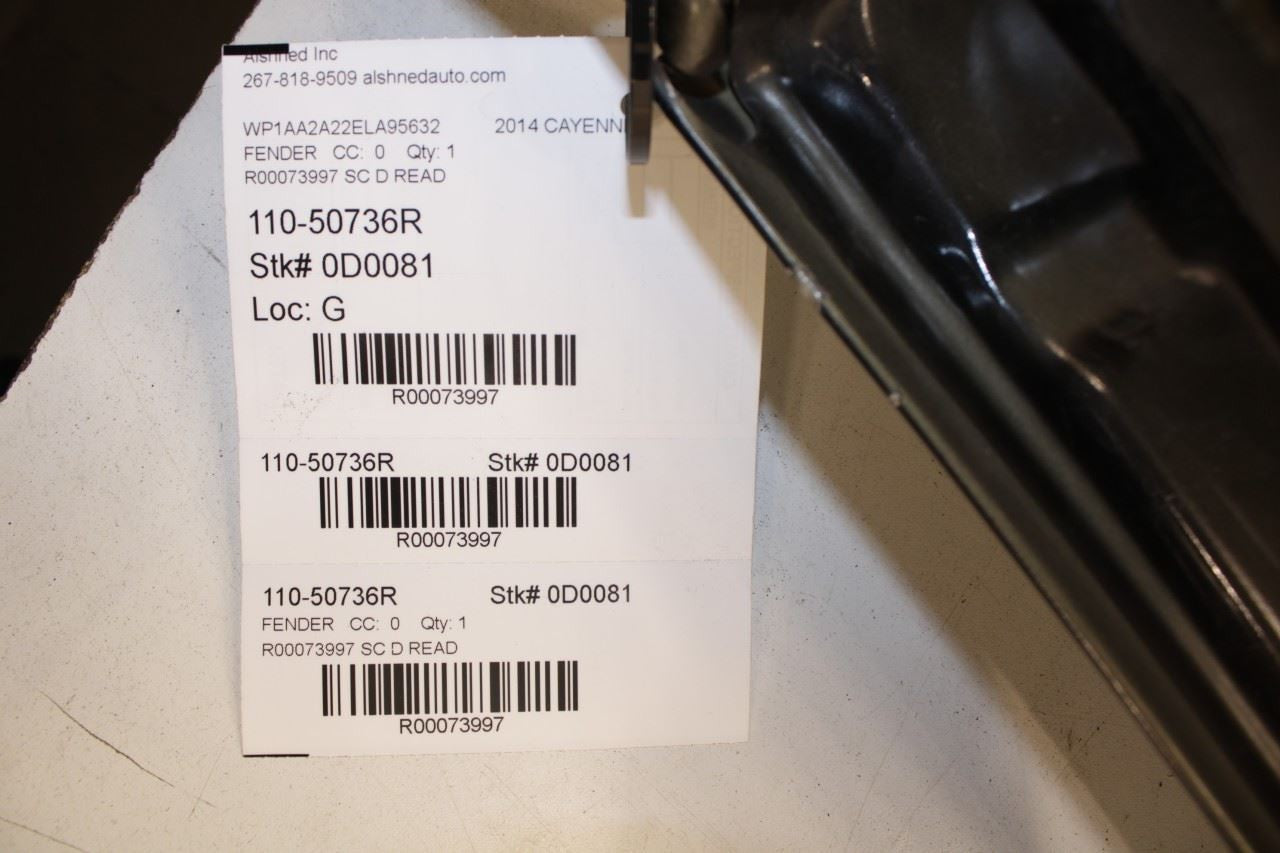 Alshned Inc
267-818-9509 alshnedauto.com
WP1AA2A22ELA95632 2014 CAYENN
FENDER CC: 0 Qty: 1
R00073997 SC D READ
110-50736R
Stk# 0D0081
Loc: G
R00073997
110-50736R Stk# 0D0081
R00073997
110-50736R Stk# 0D0081
FENDER CC: 0 Qty: 1
R00073997 SC D READ
R00073997